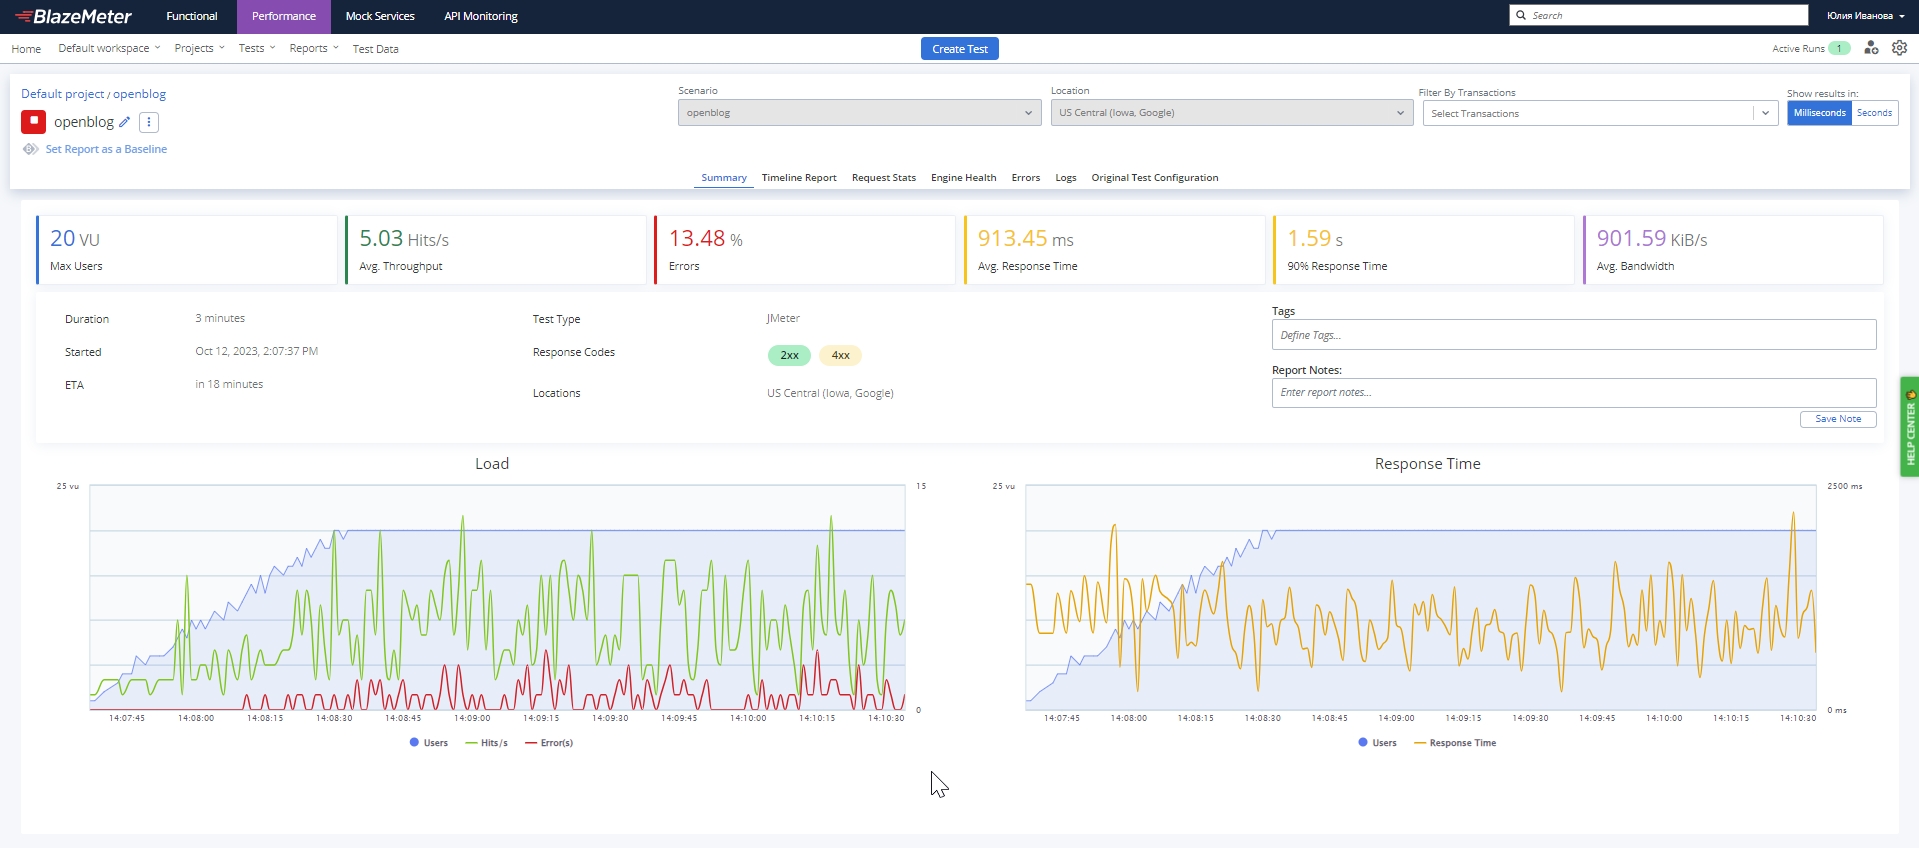 BlazeMeter
Functional
Performance
Mock Services
API Monitoring
Search
Юлия Иванова
Home
Default workspace
Projects
Tests
Reports
Test Data
Create Test
Active Runs 1
Default project / openblog
openblog
Set Report as a Baseline
Scenario
openblog
Location
US Central (Iowa, Google)
Filter By Transactions
Select Transactions
Show results in:
Milliseconds
Seconds
Summary
Timeline Report
Request Stats
Engine Health
Errors
Logs
Original Test Configuration
20 VU
Max Users
5.03 Hits/s
Avg. Throughput
13.48 %
Errors
913.45 ms
Avg. Response Time
1.59 s
90% Response Time
901.59 KiB/s
Avg. Bandwidth
Duration
3 minutes
Started
Oct 12, 2023, 2:07:37 PM
ETA
in 18 minutes
Test Type
JMeter
Response Codes
2xx
4xx
Locations
US Central (Iowa, Google)
Tags
Define Tags...
Report Notes:
Enter report notes...
Save Note
HELP CENTER
Load
25 vu
15
0
14:07:45
14:08:00
14:08:15
14:08:30
14:08:45
14:09:00
14:09:15
14:09:30
14:09:45
14:10:00
14:10:15
14:10:30
Users
Hits/s
Error(s)
Response Time
25 vu
2500 ms
0 ms
14:07:45
14:08:00
14:08:15
14:08:30
14:08:45
14:09:00
14:09:15
14:09:30
14:09:45
14:10:00
14:10:15
14:10:30
Users
Response Time